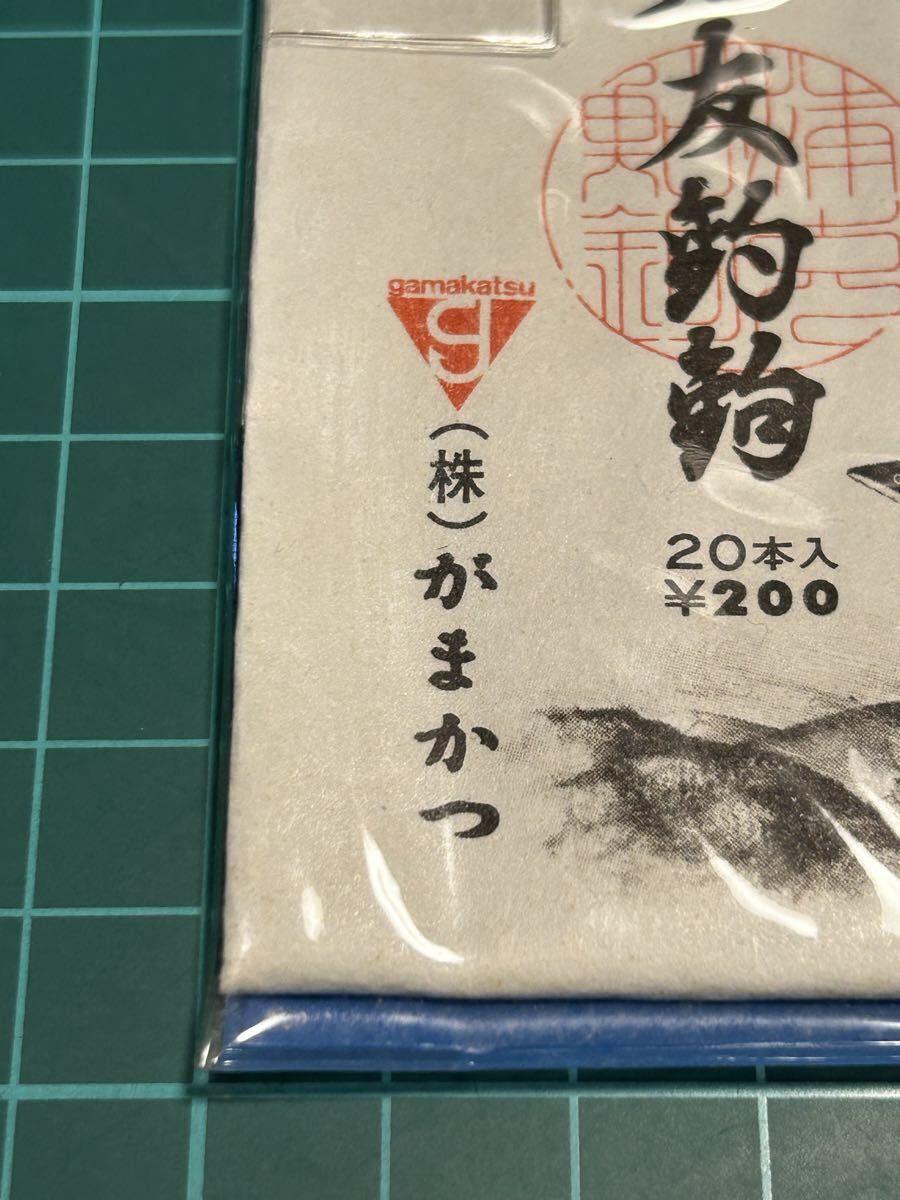 友釣鈎
20本入
¥200
gamakatsu
g
(株)がまかつ